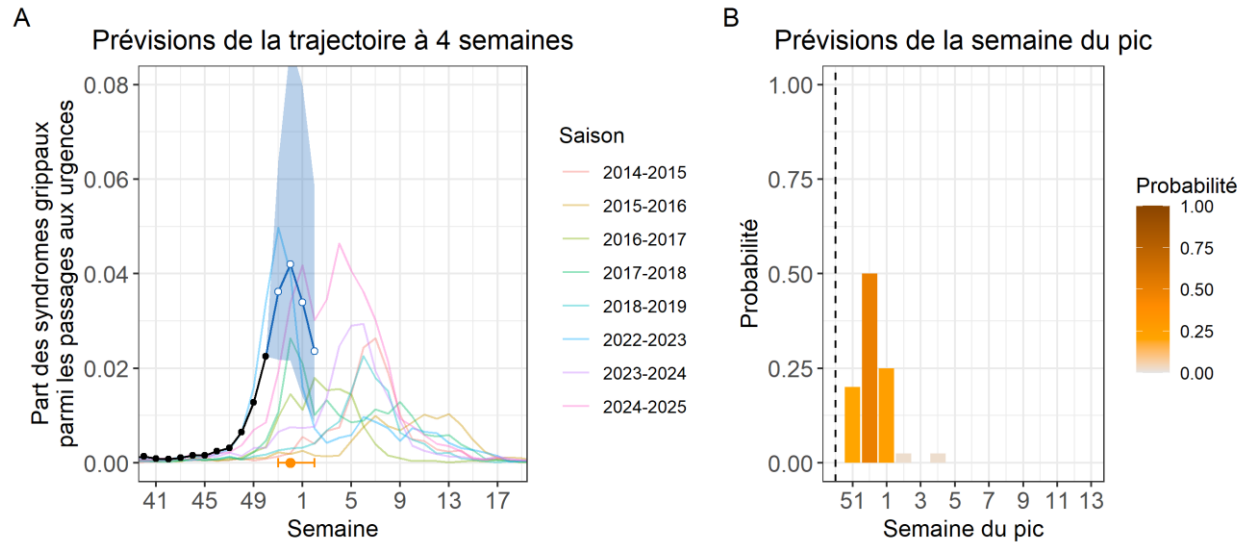 A
Prévisions de la trajectoire à 4 semaines
Part des syndromes grippaux
parmi les passages aux urgences
0.08
0.06
0.04
0.02
0.00
41 45 49 1 5 9 13 17
Semaine
Saison
2014-2015
2015-2016
2016-2017
2017-2018
2018-2019
2022-2023
2023-2024
2024-2025
B
Prévisions de la semaine du pic
Probabilité
1.00
0.75
0.50
0.25
0.00
51 1 3 5 7 9 11 13
Semaine du pic
Probabilité
1.00
0.75
0.50
0.25
0.00